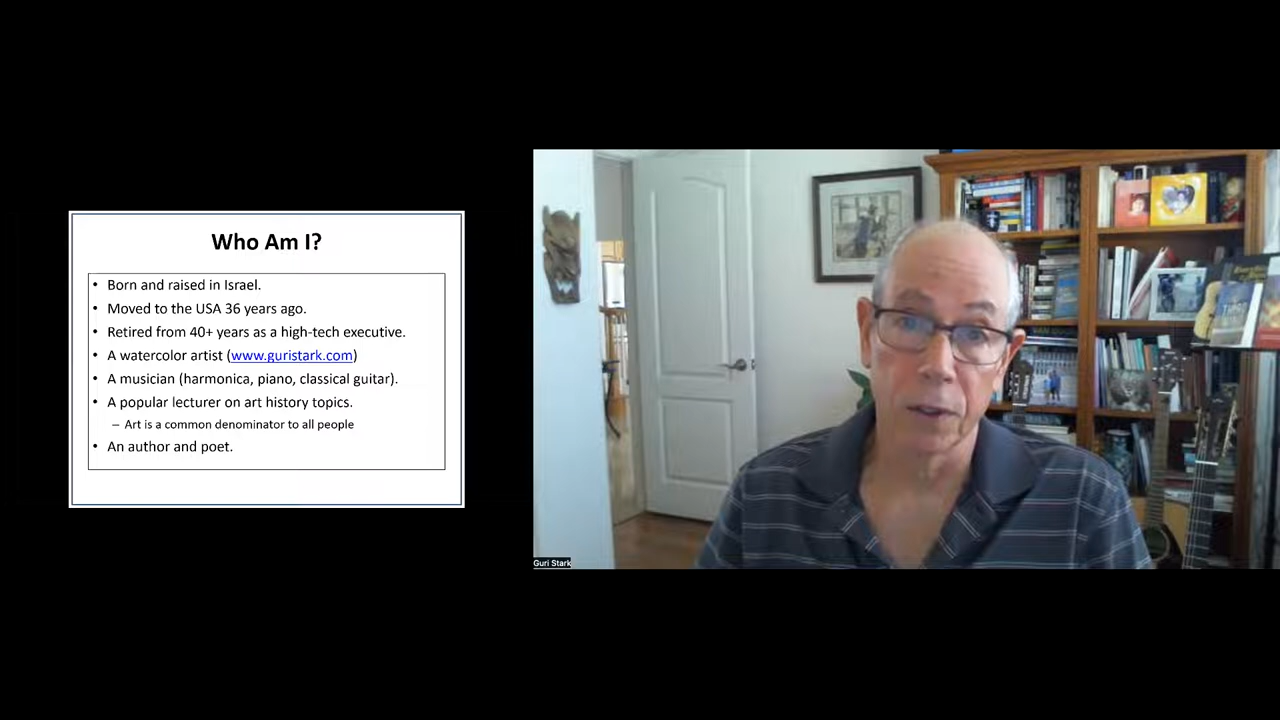 Who Am I?
• Born and raised in Israel.
• Moved to the USA 36 years ago.
• Retired from 40+ years as a high-tech executive.
• A watercolor artist (www.guristark.com)
• A musician (harmonica, piano, classical guitar).
• A popular lecturer on art history topics.
– Art is a common denominator to all people
• An author and poet.
Guri Stark